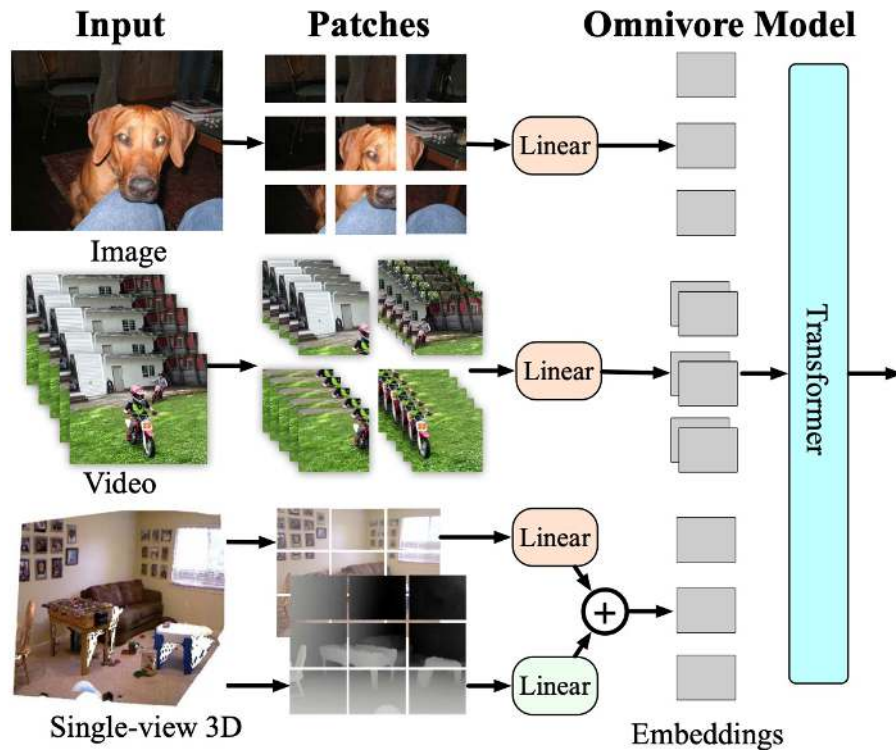 Input Patches Omnivore Model
Linear
Image
Linear
Transformer
Video
Linear
+
Linear
Single-view 3D
Embeddings